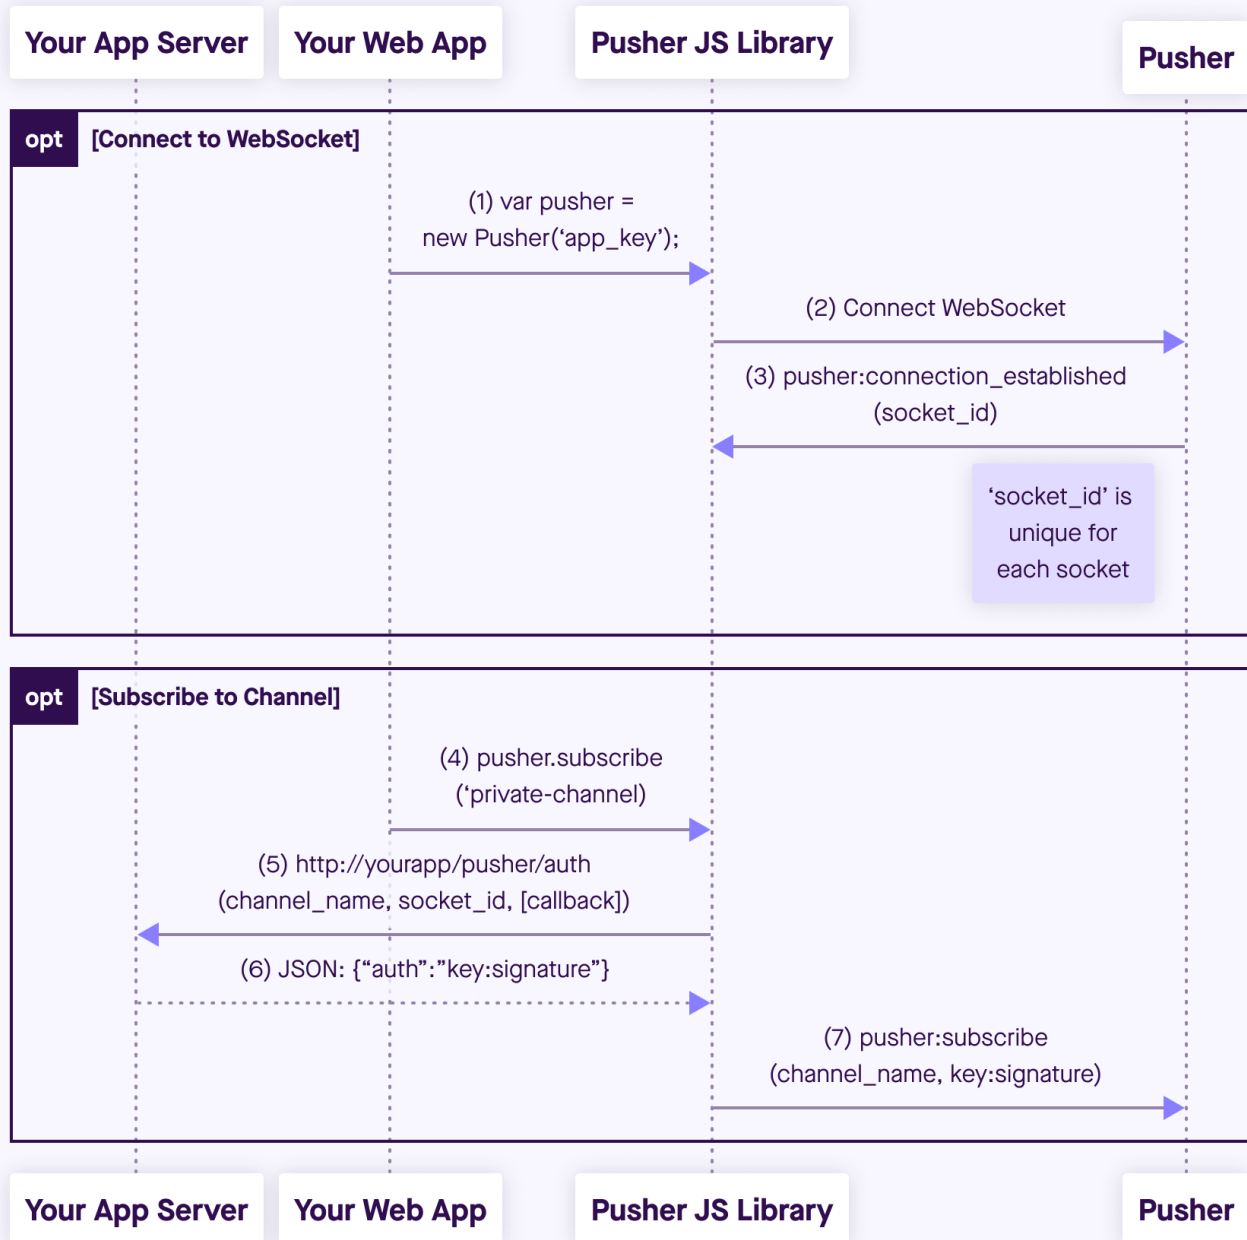 Your App Server
Your Web App
Pusher JS Library
Pusher
opt
[Connect to WebSocket]
(1) var pusher =
new Pusher(‘app_key’);
(2) Connect WebSocket
(3) pusher:connection_established
(socket_id)
‘socket_id’ is
unique for
each socket
opt
[Subscribe to Channel]
(4) pusher.subscribe
(‘private-channel)
(5) http://yourapp/pusher/auth
(channel_name, socket_id, [callback])
(6) JSON: {“auth”:”key:signature”}
(7) pusher:subscribe
(channel_name, key:signature)
Your App Server
Your Web App
Pusher JS Library
Pusher